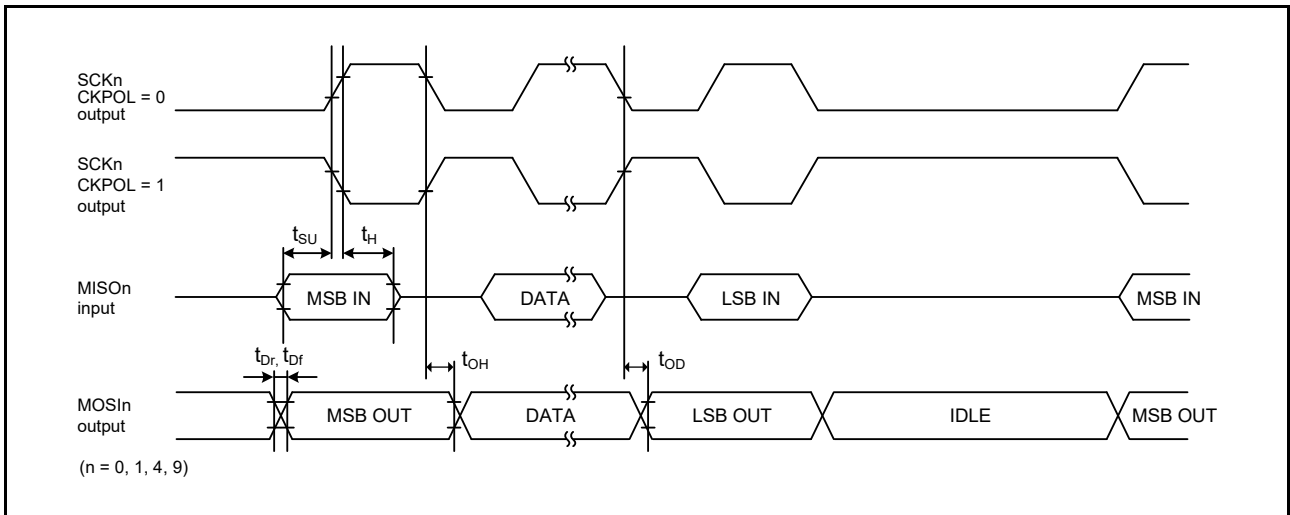 SCKn
CKPOL = 0
output
SCKn
CKPOL = 1
output
tSU
tH
MISOn
input
MSB IN
DATA
LSB IN
MSB IN
tDr, tDf
tOH
tOD
MOSIn
output
MSB OUT
DATA
LSB OUT
IDLE
MSB OUT
(n = 0, 1, 4, 9)